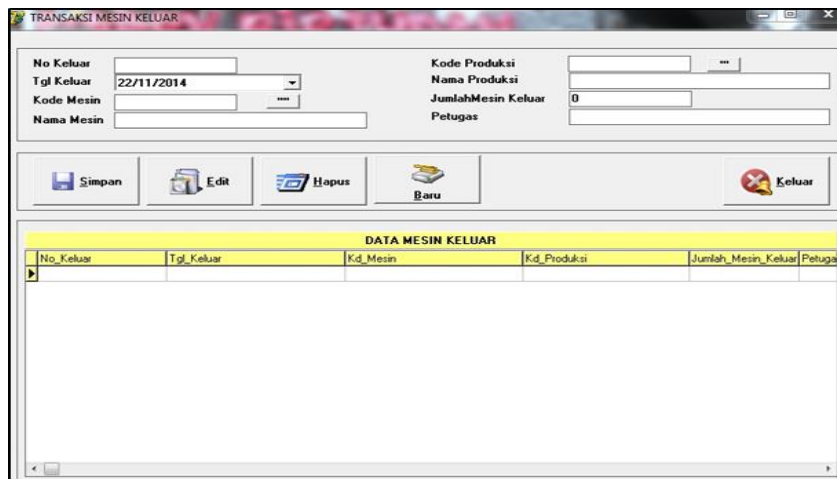 TRANSAKSI MESIN KELUAR
No Keluar
Tgl Keluar 22/11/2014
Kode Mesin ....
Nama Mesin
Kode Produksi ...
Nama Produksi
JumlahMesin Keluar 0
Petugas
Simpan Edit Hapus Baru Keluar
DATA MESIN KELUAR
No_Keluar Tgl_Keluar Kd_Mesin Kd_Produksi Jumlah_Mesin_Keluar Petuga